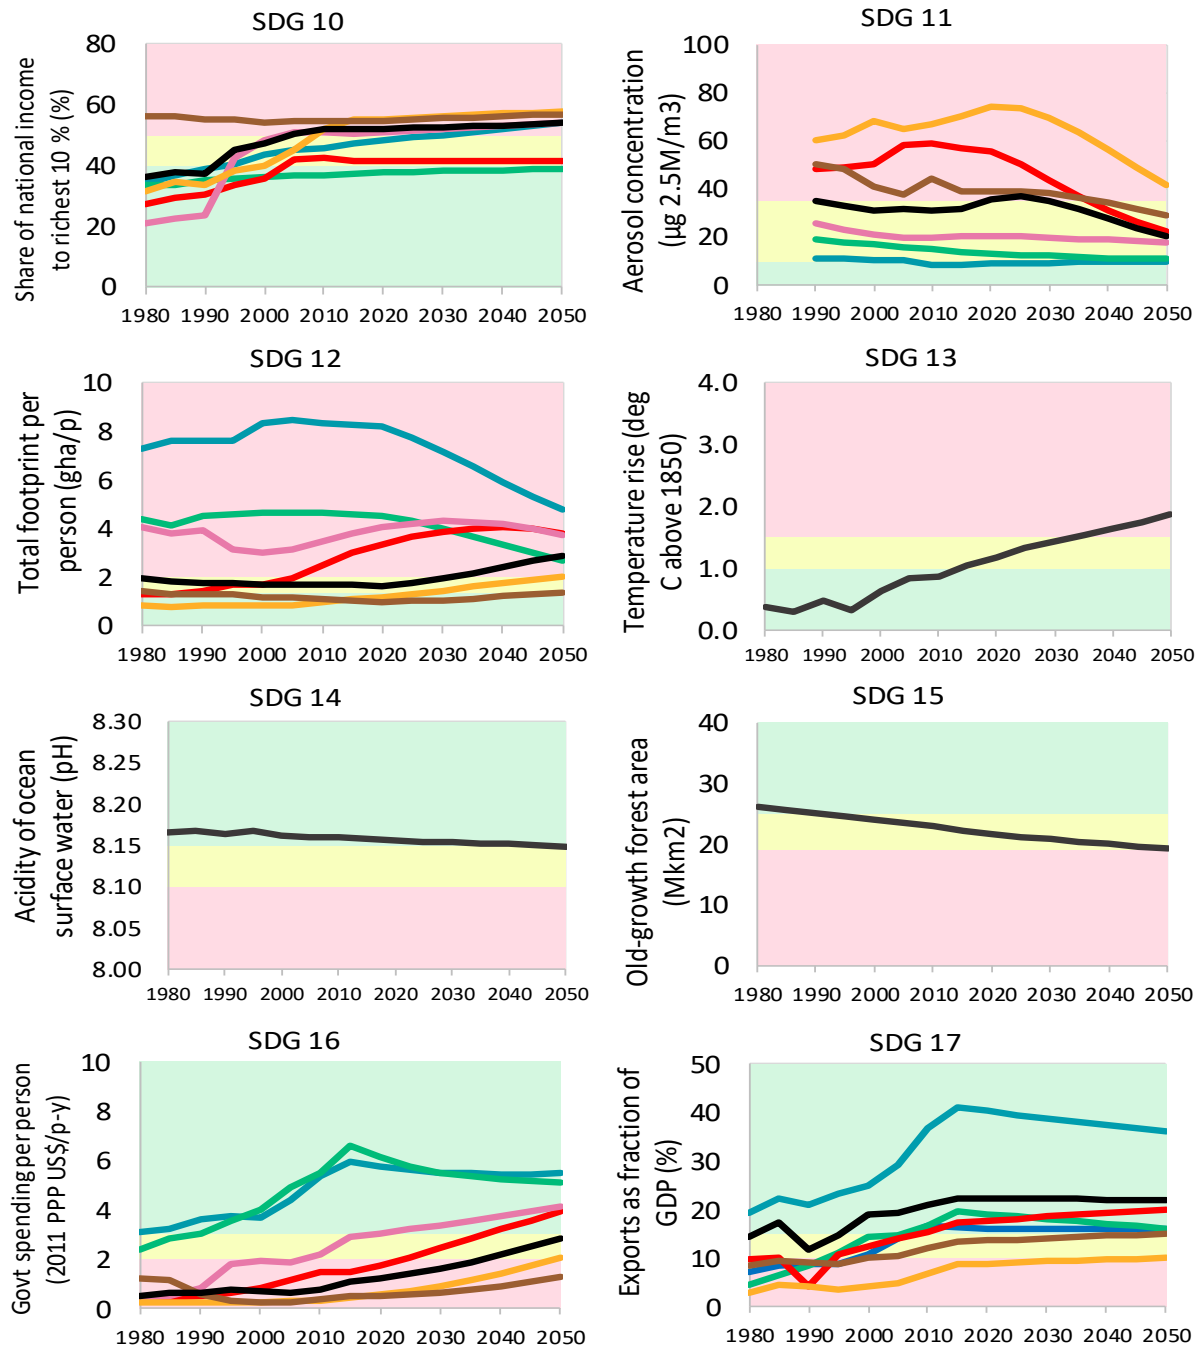 SDG 10
Share of national income
to richest 10 % (%)
80
60
40
20
0
1980 1990 2000 2010 2020 2030 2040 2050
SDG 11
Aerosol concentration
(µg 2.5M/m3)
100
80
60
40
20
0
1980 1990 2000 2010 2020 2030 2040 2050
SDG 12
Total footprint per
person (gha/p)
10
8
6
4
2
0
1980 1990 2000 2010 2020 2030 2040 2050
SDG 13
Temperature rise (deg
C above 1850)
4.0
3.0
2.0
1.0
0.0
1980 1990 2000 2010 2020 2030 2040 2050
SDG 14
Acidity of ocean
surface water (pH)
8.30
8.25
8.20
8.15
8.10
8.05
8.00
1980 1990 2000 2010 2020 2030 2040 2050
SDG 15
Old-growth forest area
(Mkm2)
40
30
20
10
0
1980 1990 2000 2010 2020 2030 2040 2050
SDG 16
Govt spending per person
(2011 PPP US$/p-y)
10
8
6
4
2
0
1980 1990 2000 2010 2020 2030 2040 2050
SDG 17
Exports as fraction of
GDP (%)
50
40
30
20
10
0
1980 1990 2000 2010 2020 2030 2040 2050